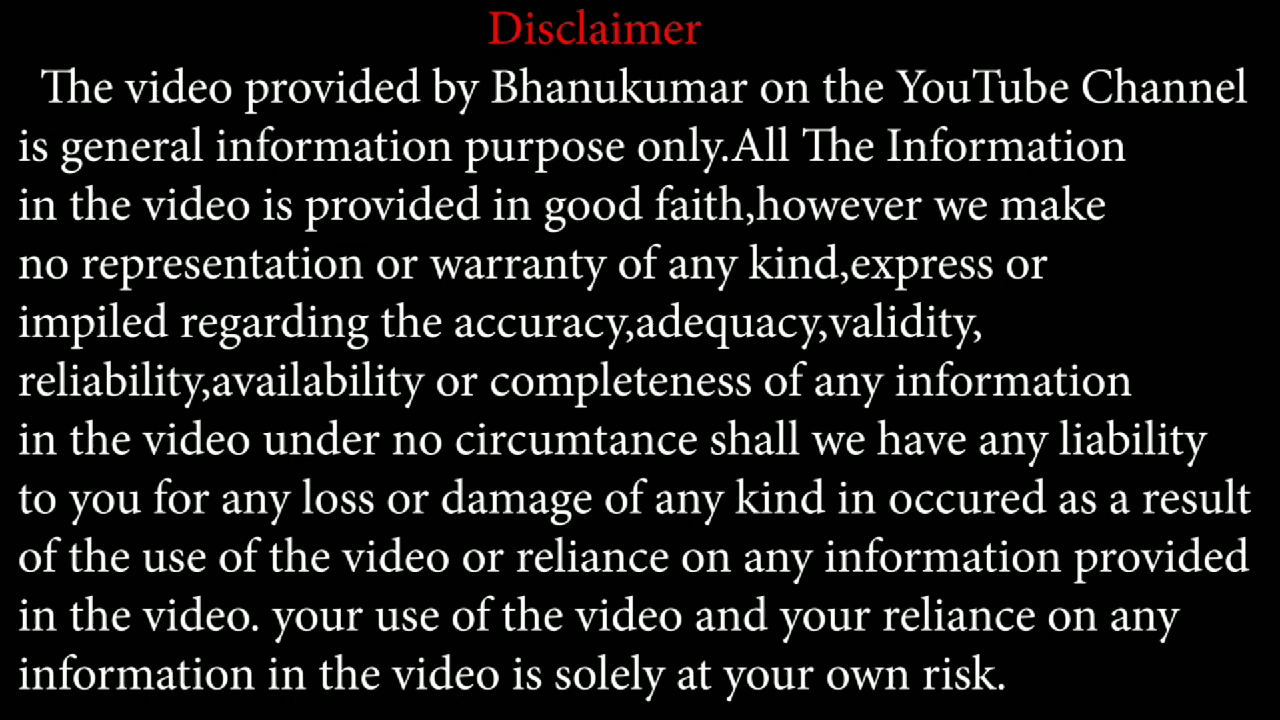 Disclaimer
The video provided by Bhanukumar on the YouTube Channel
is general information purpose only.All The Information
in the video is provided in good faith,however we make
no representation or warranty of any kind,express or
impiled regarding the accuracy,adequacy,validity,
reliability,availability or completeness of any information
in the video under no circumtance shall we have any liability
to you for any loss or damage of any kind in occured as a result
of the use of the video or reliance on any information provided
in the video. your use of the video and your reliance on any
information in the video is solely at your own risk.